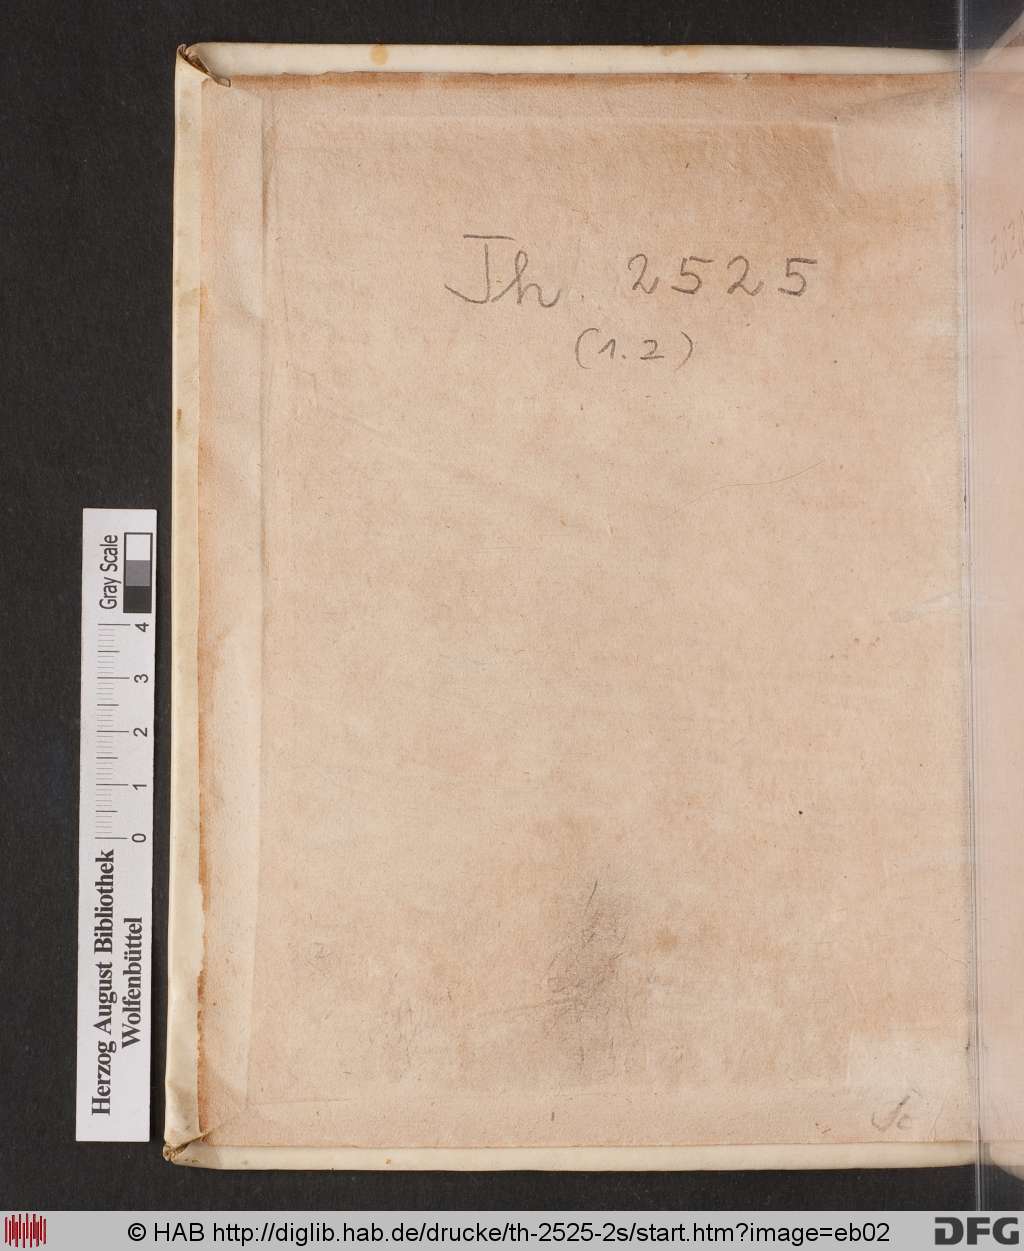 Th. 2525
(1.2)
Gray Scale
4
3
2
1
0
Herzog August Bibliothek
Wolfenbüttel
© HAB http://diglib.hab.de/drucke/th-2525-2s/start.htm?image=eb02
DFG